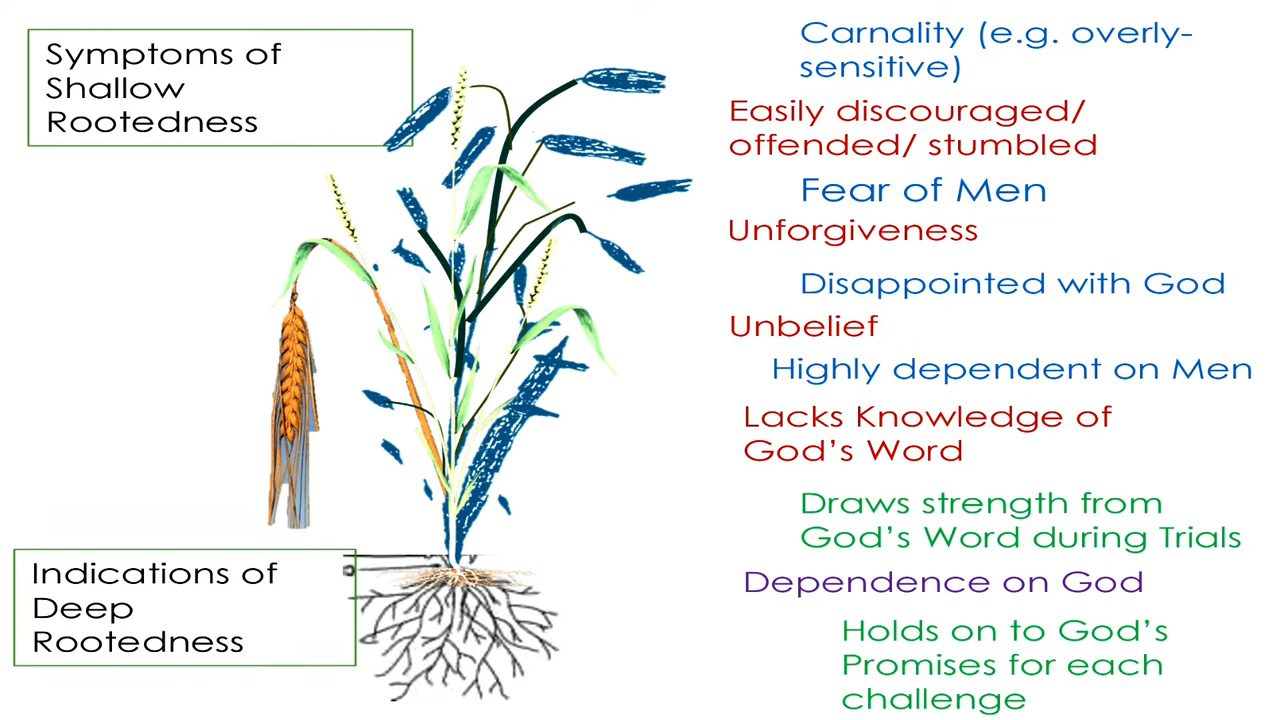 Symptoms of
Shallow
Rootedness
Carnality (e.g. overly-
sensitive)
Easily discouraged/
offended/ stumbled
Fear of Men
Unforgiveness
Disappointed with God
Unbelief
Highly dependent on Men
Lacks Knowledge of
God's Word
Indications of
Deep
Rootedness
Draws strength from
God's Word during Trials
Dependence on God
Holds on to God's
Promises for each
challenge